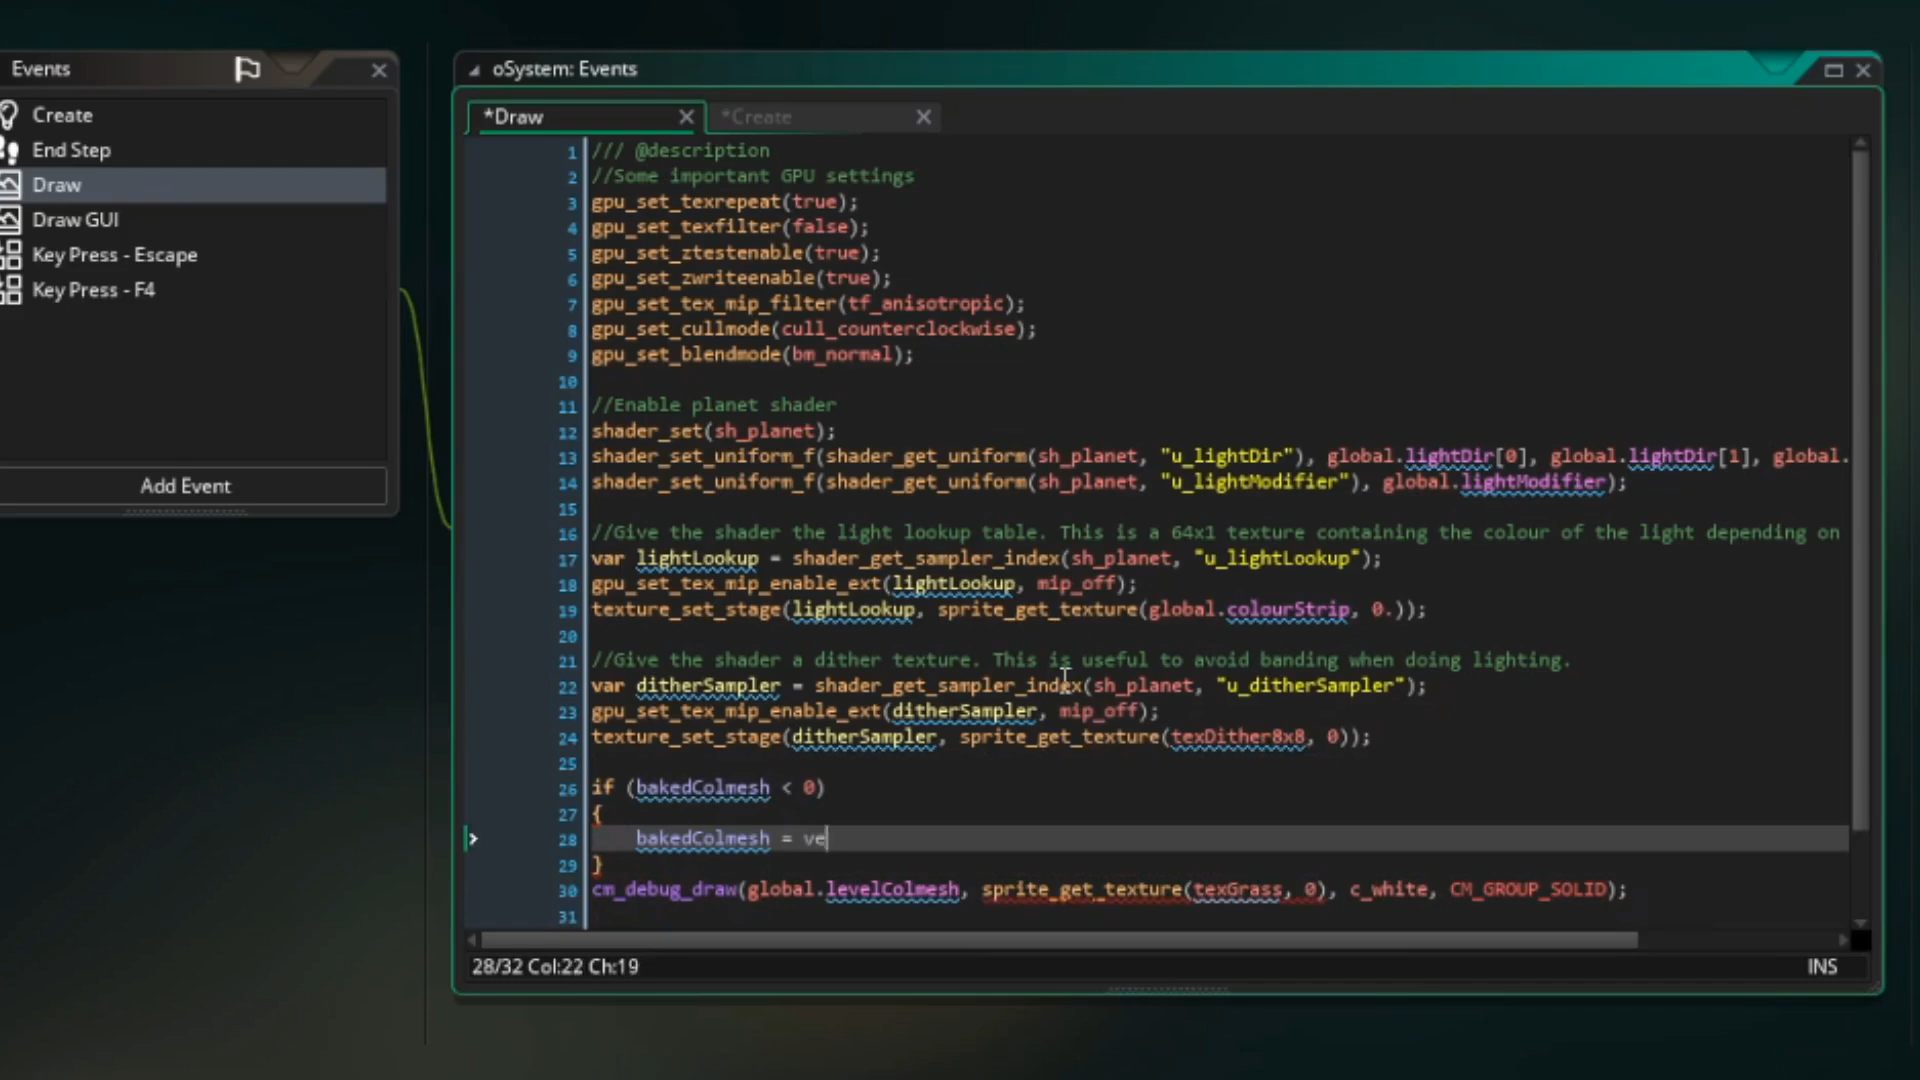 Events
Create
End Step
Draw
Draw GUI
Key Press - Escape
Key Press - F4
Add Event
oSystem: Events
*Draw
*Create
1 /// @description
2 //Some important GPU settings
3 gpu_set_texrepeat(true);
4 gpu_set_texfilter(false);
5 gpu_set_ztestenable(true);
6 gpu_set_zwriteenable(true);
7 gpu_set_tex_mip_filter(tf_anisotropic);
8 gpu_set_cullmode(cull_counterclockwise);
9 gpu_set_blendmode(bm_normal);
10
11 //Enable planet shader
12 shader_set(sh_planet);
13 shader_set_uniform_f(shader_get_uniform(sh_planet, "u_lightDir"), global.lightDir[0], global.lightDir[1], global.
14 shader_set_uniform_f(shader_get_uniform(sh_planet, "u_lightModifier"), global.lightModifier);
15
16 //Give the shader the light lookup table. This is a 64x1 texture containing the colour of the light depending on
17 var lightLookup = shader_get_sampler_index(sh_planet, "u_lightLookup");
18 gpu_set_tex_mip_enable_ext(lightLookup, mip_off);
19 texture_set_stage(lightLookup, sprite_get_texture(global.colourStrip, 0.));
20
21 //Give the shader a dither texture. This is useful to avoid banding when doing lighting.
22 var ditherSampler = shader_get_sampler_index(sh_planet, "u_ditherSampler");
23 gpu_set_tex_mip_enable_ext(ditherSampler, mip_off);
24 texture_set_stage(ditherSampler, sprite_get_texture(texDither8x8, 0));
25
26 if (bakedColmesh < 0)
27 {
28 bakedColmesh = ve
29 }
30 cm_debug_draw(global.levelColmesh, sprite_get_texture(texGrass, 0), c_white, CM_GROUP_SOLID);
31
28/32 Col:22 Ch:19
INS